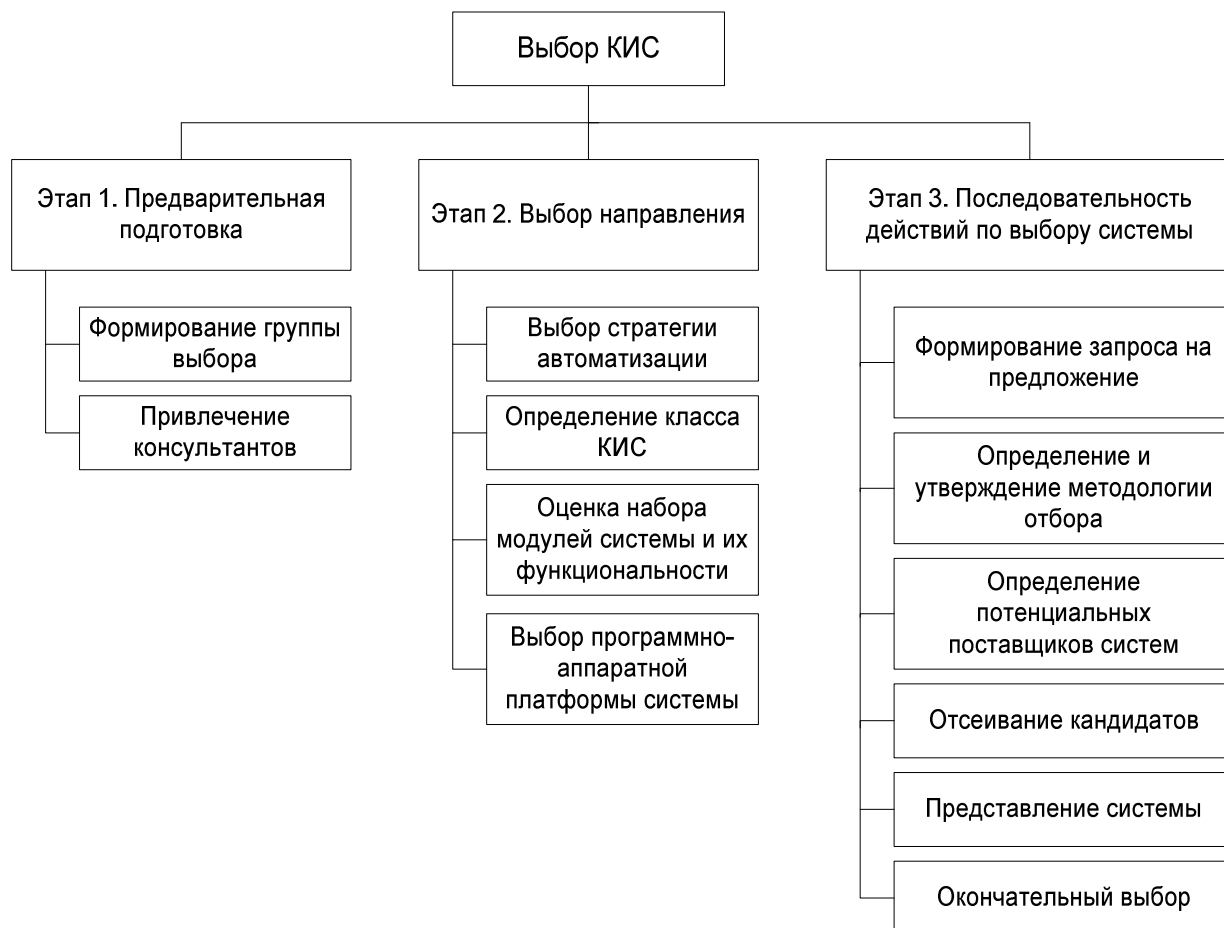 Выбор КИС
Этап 1. Предварительная
подготовка
Формирование группы
выбора
Привлечение
консультантов
Этап 2. Выбор направления
Выбор стратегии
автоматизации
Определение класса
КИС
Оценка набора
модулей системы и их
функциональности
Выбор программно-
аппаратной
платформы системы
Этап 3. Последовательность
действий по выбору системы
Формирование запроса на
предложение
Определение и
утверждение методологии
отбора
Определение
потенциальных
поставщиков систем
Отсеивание кандидатов
Представление системы
Окончательный выбор